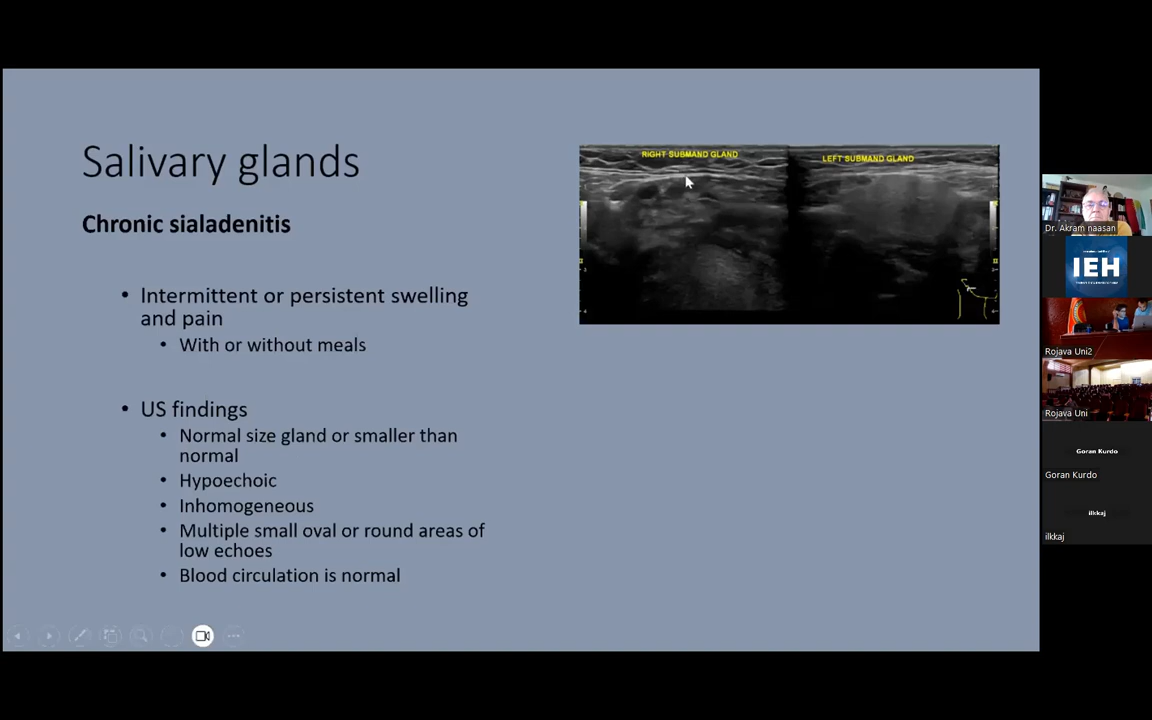 Salivary glands
Chronic sialadenitis
• Intermittent or persistent swelling
and pain
• With or without meals
• US findings
• Normal size gland or smaller than
normal
• Hypoechoic
• Inhomogeneous
• Multiple small oval or round areas of
low echoes
• Blood circulation is normal
RIGHT SUBMAND GLAND
LEFT SUBMAND GLAND
Dr. Akram naasan
IEH
Rojava Uni2
Rojava Uni
Goran Kurdo
Goran Kurdo
ilkkaj
ilkkaj